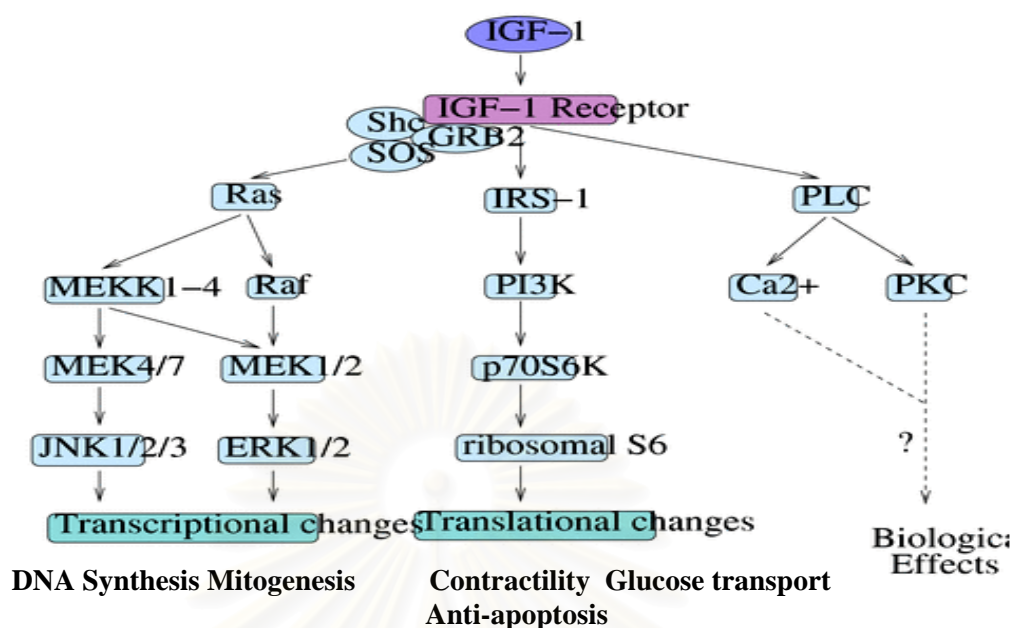 IGF-1
IGF-1 Receptor
Shc
GRB2
SOS
Ras
IRS-1
PLC
MEKK1-4
Raf
PI3K
Ca2+
PKC
MEK4/7
MEK1/2
p70S6K
JNK1/2/3
ERK1/2
ribosomal S6
?
Transcriptional changes
Translational changes
Biologica
Effects
DNA Synthesis Mitogenesis
Contractility Glucose transport
Anti-apoptosis